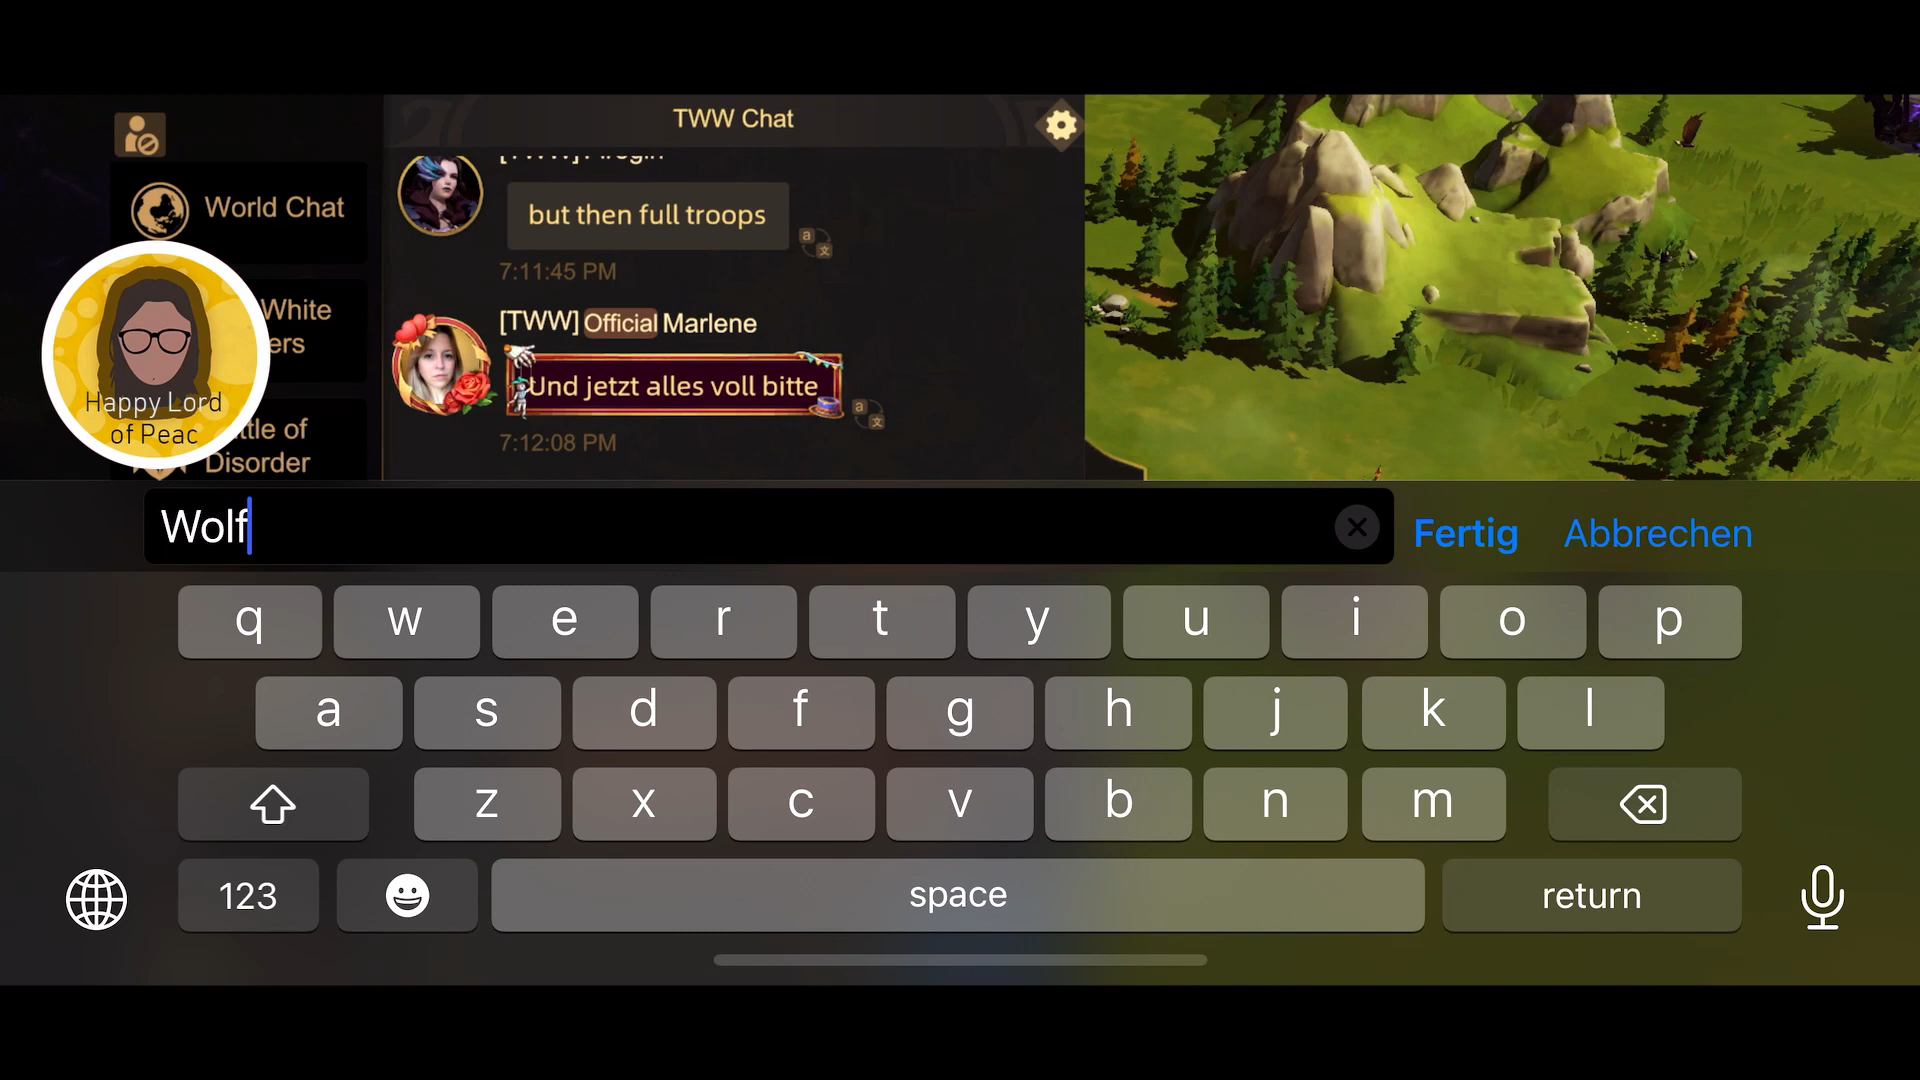 TWW Chat
World Chat
but then full troops
7:11:45 PM
White
ers
[TWW] Official Marlene
Und jetzt alles voll bitte
7:12:08 PM
Happy Lord
of Peac
ttle of
Disorder
Wolf
Fertig
Abbrechen
q w e r t y u i o p
a s d f g h j k l
z x c v b n m
123
space
return